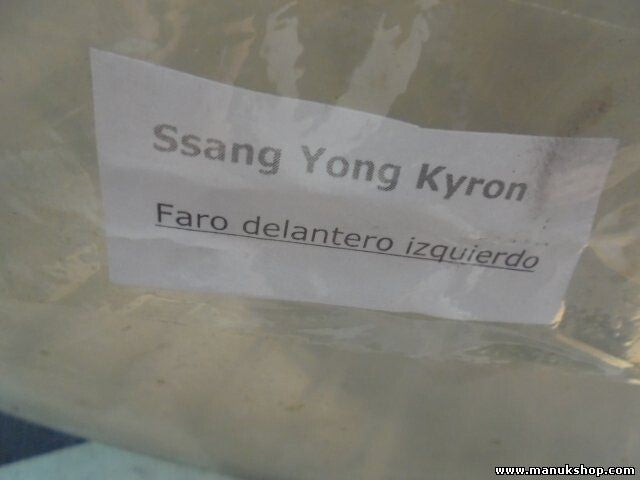 Ssang Yong Kyron
Faro delantero izquierdo
www.manukshop.com